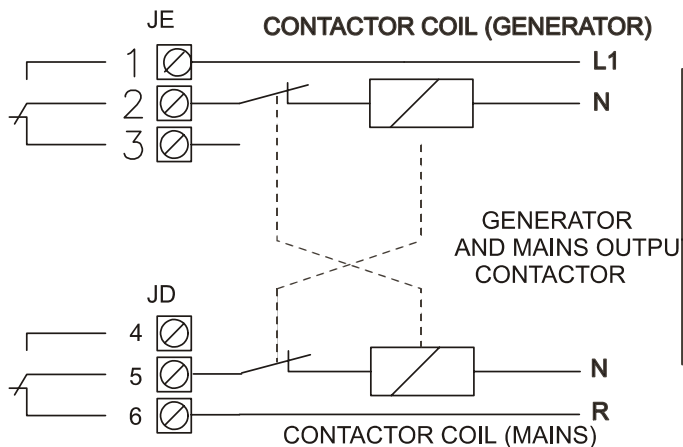 JE
CONTACTOR COIL (GENERATOR)
1
L1
2
N
3
GENERATOR
AND MAINS OUTPU
CONTACTOR
JD
4
5
N
6
R
CONTACTOR COIL (MAINS)